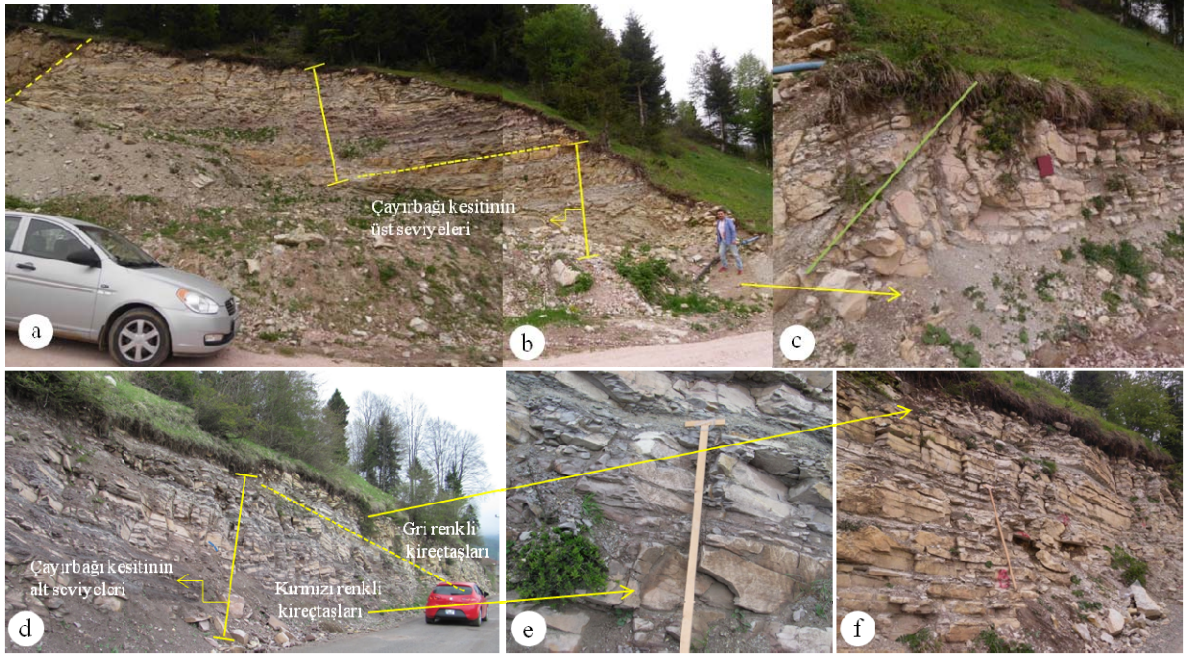 Çayırbağı kesitinin
üst seviyeleri
a
b
c
Gri renkli
kireçtaşları
Çayırbağı kesitinin
alt seviyeleri
Kırmızı renkli
kireçtaşları
d
e
f